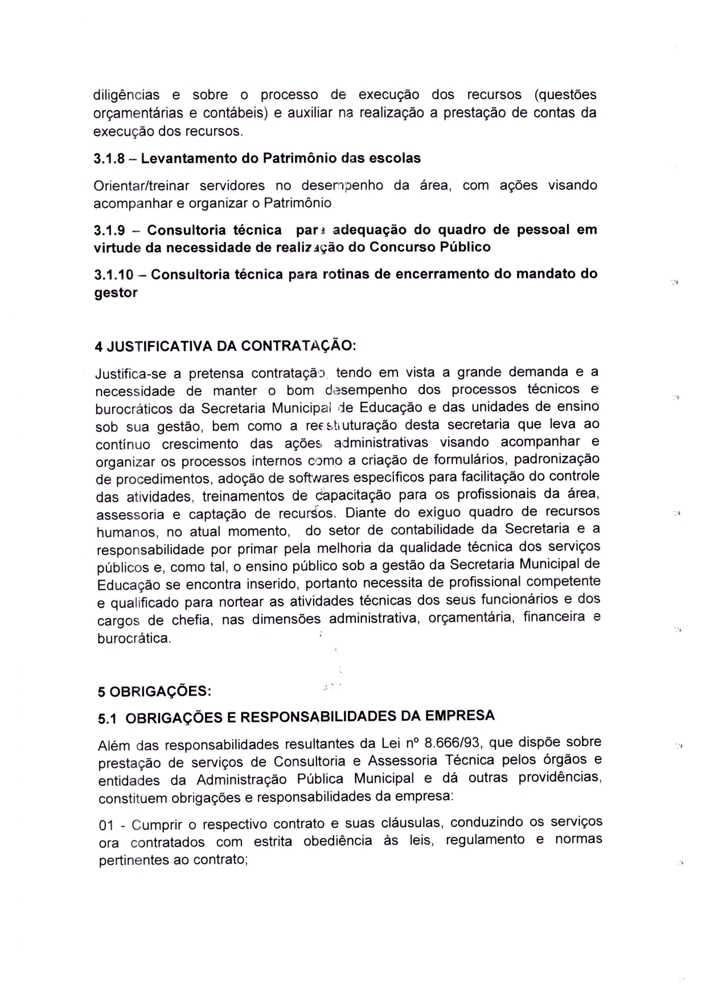 diligências e sobre o processo de execução dos recursos (questões
orçamentárias e contábeis) e auxiliar na realização a prestação de contas da
execução dos recursos.
3.1.8 – Levantamento do Patrimônio das escolas
Orientar/treinar servidores no desempenho da área, com ações visando
acompanhar e organizar o Patrimônio.
3.1.9 – Consultoria técnica para adequação do quadro de pessoal em
virtude da necessidade de realização do Concurso Público
3.1.10 – Consultoria técnica para rotinas de encerramento do mandato do
gestor
4 JUSTIFICATIVA DA CONTRATAÇÃO:
Justifica-se a pretensa contratação, tendo em vista a grande demanda e a
necessidade de manter o bom desempenho dos processos técnicos e
burocráticos da Secretaria Municipal de Educação e das unidades de ensino
sob sua gestão, bem como a reestruturação desta secretaria que leva ao
contínuo crescimento das ações administrativas visando acompanhar e
organizar os processos internos como a criação de formulários, padronização
de procedimentos, adoção de softwares específicos para facilitação do controle
das atividades, treinamentos de capacitação para os profissionais da área,
assessoria e captação de recursos. Diante do exíguo quadro de recursos
humanos, no atual momento, do setor de contabilidade da Secretaria e a
responsabilidade por primar pela melhoria da qualidade técnica dos serviços
públicos e, como tal, o ensino público sob a gestão da Secretaria Municipal de
Educação se encontra inserido, portanto necessita de profissional competente
e qualificado para nortear as atividades técnicas dos seus funcionários e dos
cargos de chefia, nas dimensões administrativa, orçamentária, financeira e
burocrática.
5 OBRIGAÇÕES:
5.1 OBRIGAÇÕES E RESPONSABILIDADES DA EMPRESA
Além das responsabilidades resultantes da Lei nº 8.666/93, que dispõe sobre
prestação de serviços de Consultoria e Assessoria Técnica pelos órgãos e
entidades da Administração Pública Municipal e dá outras providências,
constituem obrigações e responsabilidades da empresa:
01 - Cumprir o respectivo contrato e suas cláusulas, conduzindo os serviços
ora contratados com estrita obediência às leis, regulamento e normas
pertinentes ao contrato;